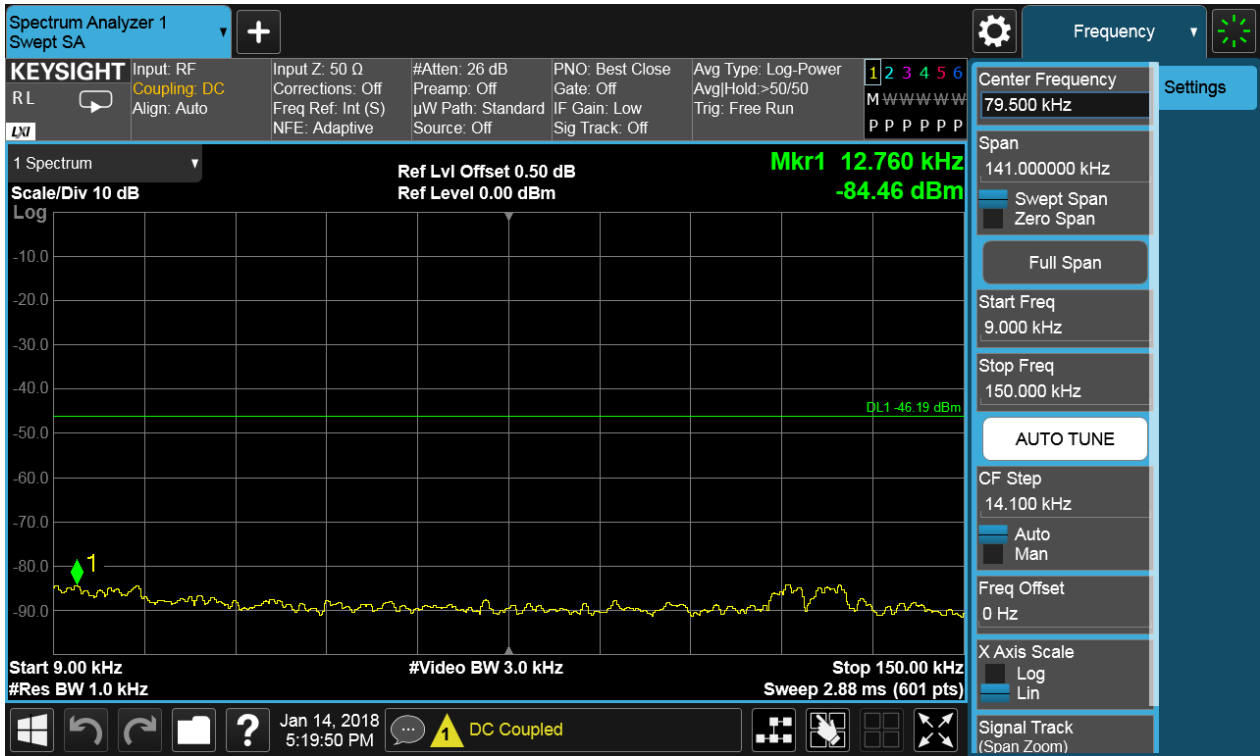 Spectrum Analyzer 1
Swept SA
Frequency
KEYSIGHT
RL
LXI
Input: RF
Coupling: DC
Align: Auto
Input Z: 50 Ω
Corrections: Off
Freq Ref: Int (S)
NFE: Adaptive
#Atten: 26 dB
Preamp: Off
µW Path: Standard
Source: Off
PNO: Best Close
Gate: Off
IF Gain: Low
Sig Track: Off
Avg Type: Log-Power
Avg|Hold:>50/50
Trig: Free Run
1 2 3 4 5 6
M W W W W W
P P P P P P
1 Spectrum
Scale/Div 10 dB
Log
Ref Lvl Offset 0.50 dB
Ref Level 0.00 dBm
Mkr1 12.760 kHz
-84.46 dBm
-10.0
-20.0
-30.0
-40.0
DL1 -46.19 dBm
-50.0
-60.0
-70.0
-80.0
1
-90.0
Start 9.00 kHz
#Res BW 1.0 kHz
#Video BW 3.0 kHz
Stop 150.00 kHz
Sweep 2.88 ms (601 pts)
Center Frequency
79.500 kHz
Span
141.000000 kHz
Swept Span
Zero Span
Full Span
Start Freq
9.000 kHz
Stop Freq
150.000 kHz
AUTO TUNE
CF Step
14.100 kHz
Auto
Man
Freq Offset
0 Hz
X Axis Scale
Log
Lin
Signal Track
(Span Zoom)
Settings
?
Jan 14, 2018
5:19:50 PM
1
DC Coupled